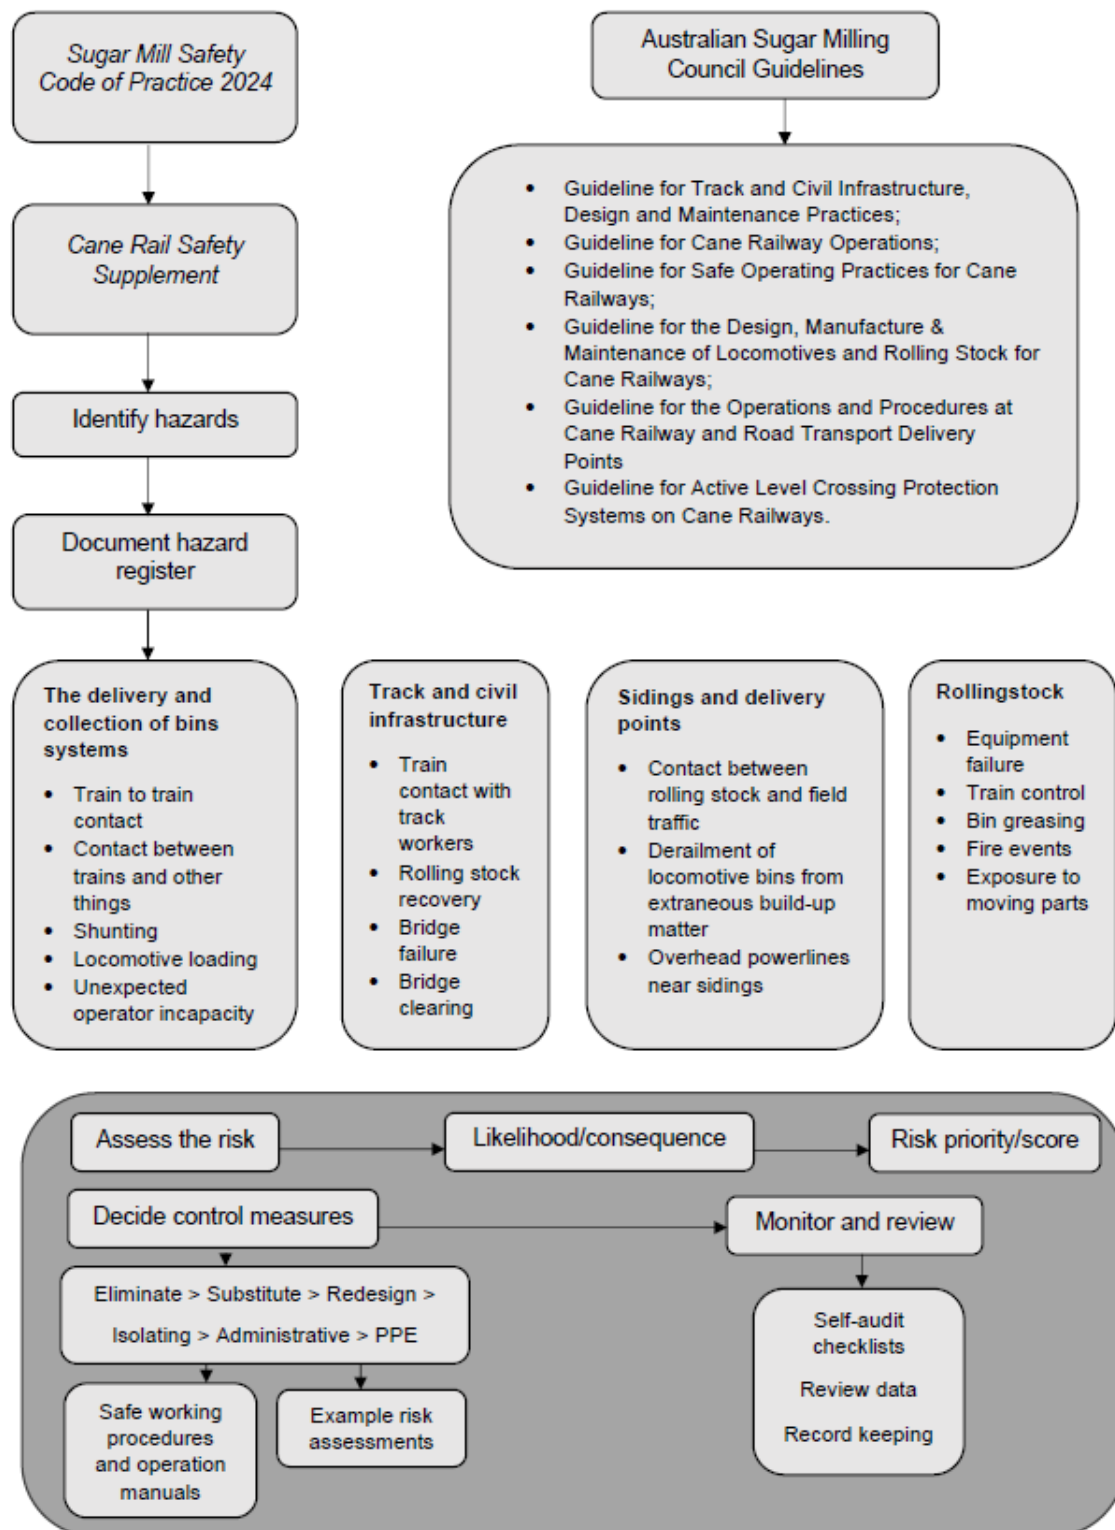 Sugar Mill Safety
Code of Practice 2024
Australian Sugar Milling
Council Guidelines
Cane Rail Safety
Supplement
• Guideline for Track and Civil Infrastructure,
Design and Maintenance Practices;
• Guideline for Cane Railway Operations;
• Guideline for Safe Operating Practices for Cane
Railways;
• Guideline for the Design, Manufacture &
Maintenance of Locomotives and Rolling Stock for
Cane Railways;
• Guideline for the Operations and Procedures at
Cane Railway and Road Transport Delivery
Points
• Guideline for Active Level Crossing Protection
Systems on Cane Railways.
Identify hazards
Document hazard
register
The delivery and
collection of bins
systems
• Train to train
contact
• Contact between
trains and other
things
• Shunting
• Locomotive loading
• Unexpected
operator incapacity
Track and civil
infrastructure
• Train
contact with
track
workers
• Rolling stock
recovery
• Bridge
failure
• Bridge
clearing
Sidings and delivery
points
• Contact between
rolling stock and field
traffic
• Derailment of
locomotive bins from
extraneous build-up
matter
• Overhead powerlines
near sidings
Rollingstock
• Equipment
failure
• Train control
• Bin greasing
• Fire events
• Exposure to
moving parts
Assess the risk
Likelihood/consequence
Risk priority/score
Decide control measures
Monitor and review
Eliminate > Substitute > Redesign >
Isolating > Administrative > PPE
Safe working
procedures
and operation
manuals
Example risk
assessments
Self-audit
checklists
Review data
Record keeping